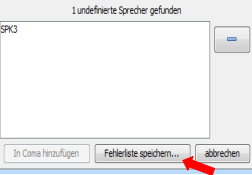 1 undefinierte Sprecher gefunden
SPK3
In Coma hinzufügen
Fehlerliste speichern...
abbrechen